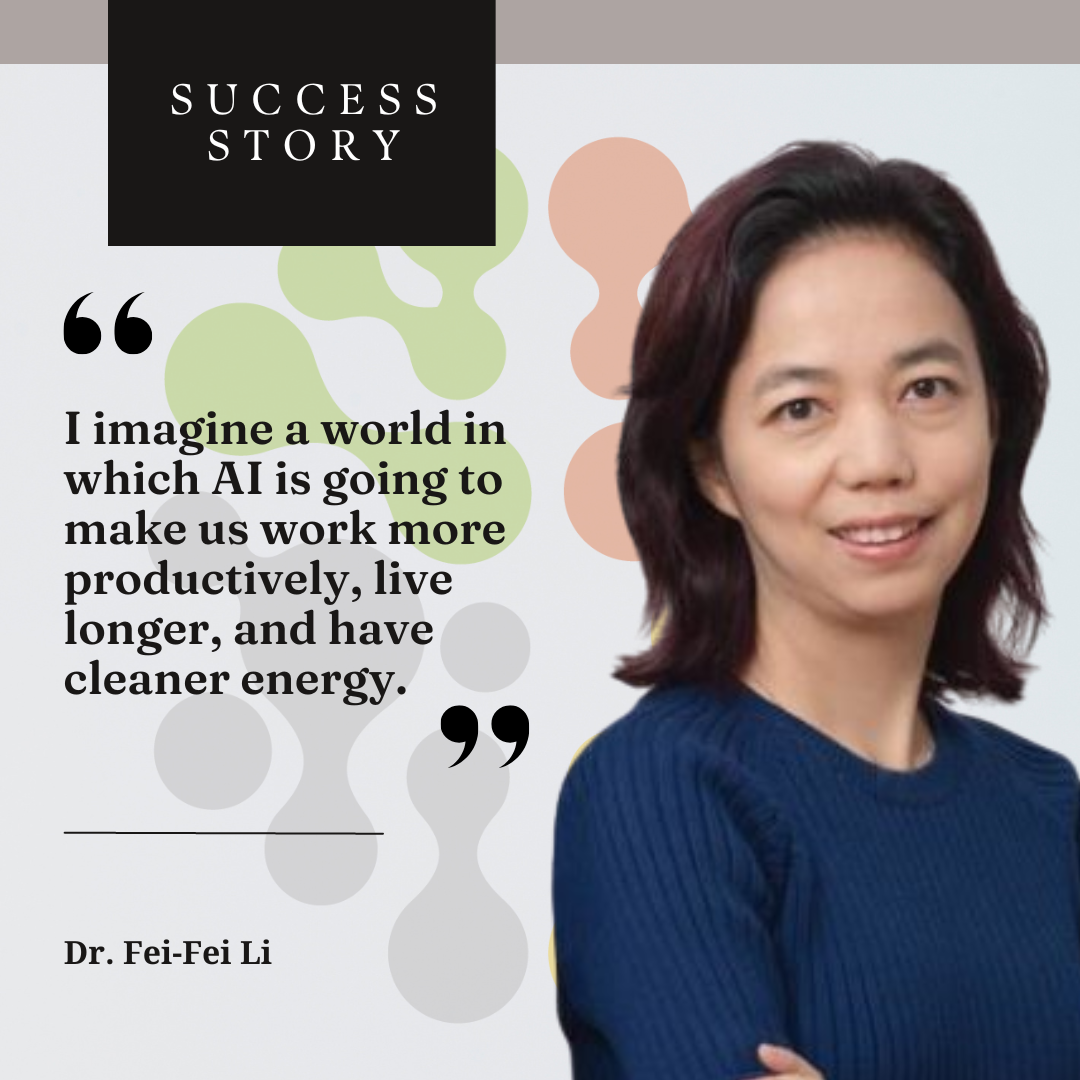 SUCCESS
STORY
“
I imagine a world in
which AI is going to
make us work more
productively, live
longer, and have
cleaner energy.
”
Dr. Fei-Fei Li